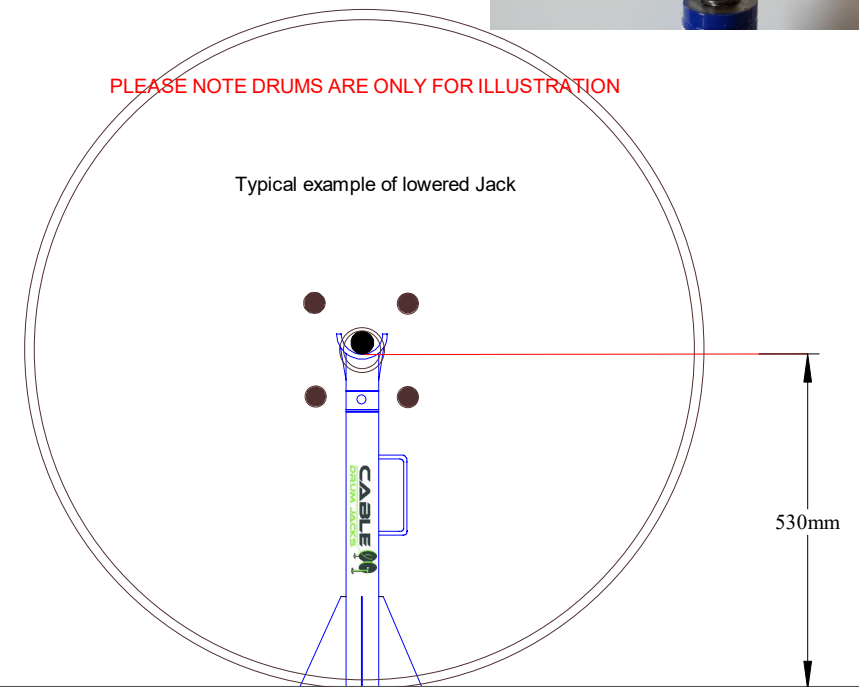 PLEASE NOTE DRUMS ARE ONLY FOR ILLUSTRATION
Typical example of lowered Jack
CABLE
DRUM JACKS
530mm